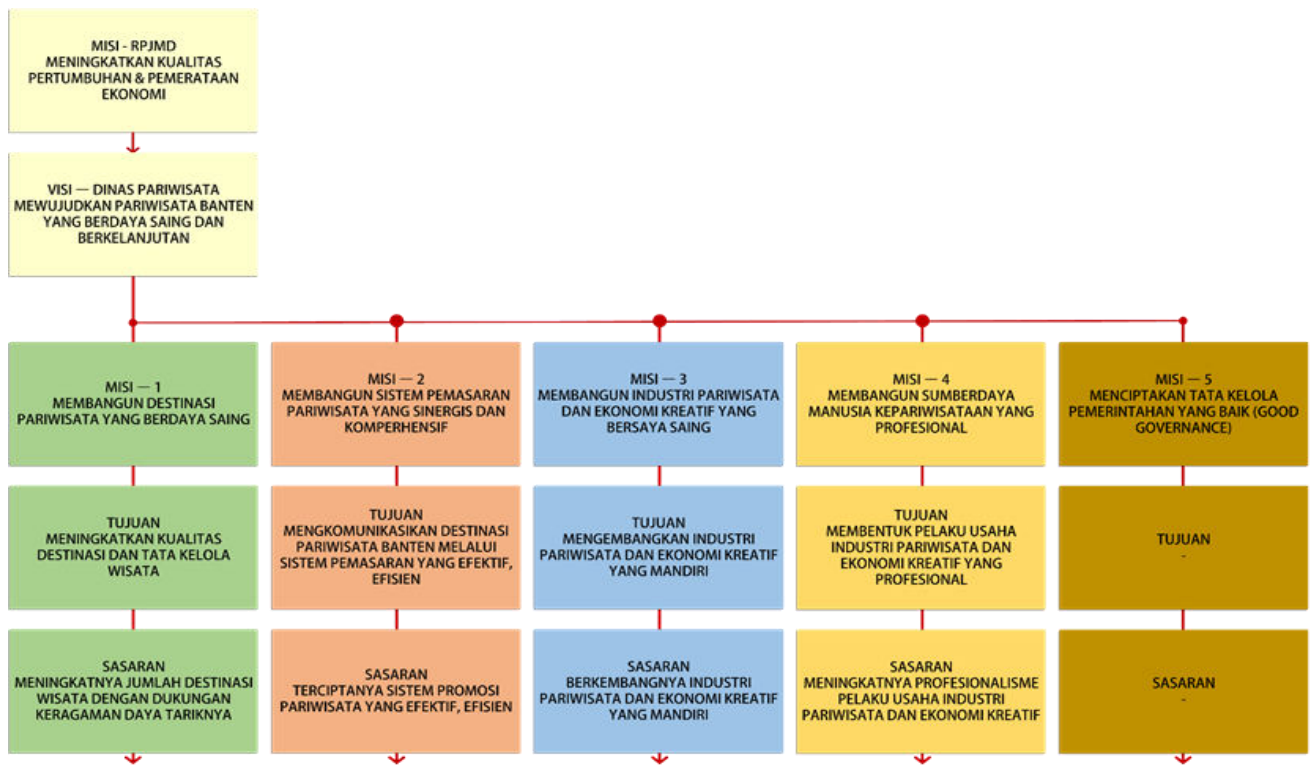 MISI - RPJMD
MENINGKATKAN KUALITAS
PERTUMBUHAN & PEMERATAAN
EKONOMI
VISI — DINAS PARIWISATA
MEWUJUDKAN PARIWISATA BANTEN
YANG BERDAYA SAING DAN
BERKELANJUTAN
MISI — 1
MEMBANGUN DESTINASI
PARIWISATA YANG BERDAYA SAING
MISI — 2
MEMBANGUN SISTEM PEMASARAN
PARIWISATA YANG SINERGIS DAN
KOMPERHENSIF
MISI — 3
MEMBANGUN INDUSTRI PARIWISATA
DAN EKONOMI KREATIF YANG
BERSAYA SAING
MISI — 4
MEMBANGUN SUMBERDAYA
MANUSIA KEPARIWISATAAN YANG
PROFESIONAL
MISI — 5
MENCIPTAKAN TATA KELOLA
PEMERINTAHAN YANG BAIK (GOOD
GOVERNANCE)
TUJUAN
MENINGKATKAN KUALITAS
DESTINASI DAN TATA KELOLA
WISATA
TUJUAN
MENGKOMUNIKASIKAN DESTINASI
PARIWISATA BANTEN MELALUI
SISTEM PEMASARAN YANG EFEKTIF,
EFISIEN
TUJUAN
MENGEMBANGKAN INDUSTRI
PARIWISATA DAN EKONOMI KREATIF
YANG MANDIRI
TUJUAN
MEMBENTUK PELAKU USAHA
INDUSTRI PARIWISATA DAN
EKONOMI KREATIF YANG
PROFESIONAL
TUJUAN
-
SASARAN
MENINGKATNYA JUMLAH DESTINASI
WISATA DENGAN DUKUNGAN
KERAGAMAN DAYA TARIKNYA
SASARAN
TERCIPTANYA SISTEM PROMOSI
PARIWISATA YANG EFEKTIF, EFISIEN
SASARAN
BERKEMBANGNYA INDUSTRI
PARIWISATA DAN EKONOMI KREATIF
YANG MANDIRI
SASARAN
MENINGKATNYA PROFESIONALISME
PELAKU USAHA INDUSTRI
PARIWISATA DAN EKONOMI KREATIF
SASARAN
-